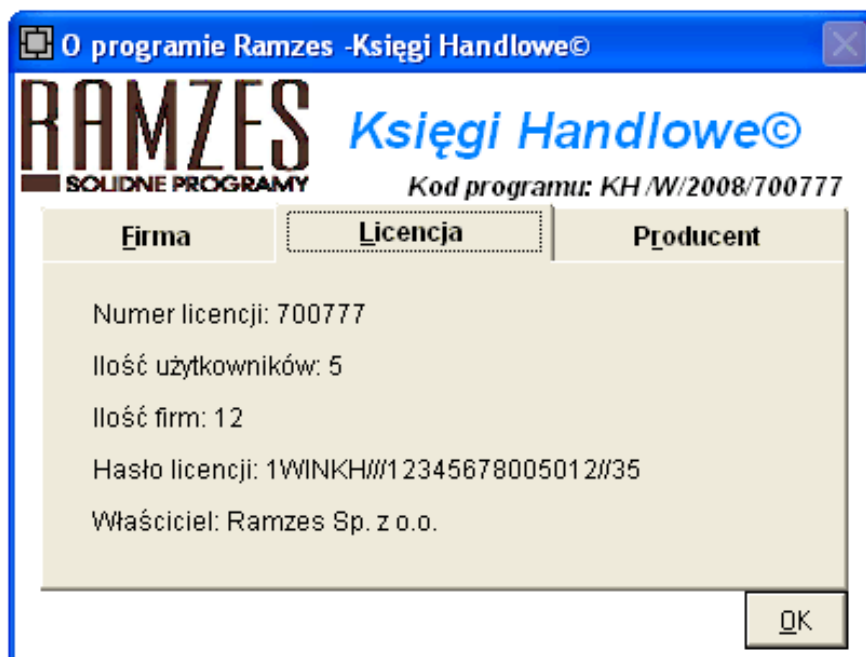 O programie Ramzes -Księgi Handlowe©
RAMZES
SOLIDNE PROGRAMY
Księgi Handlowe©
Kod programu: KH /W/2008/700777
Firma
Licencja
Producent
Numer licencji: 700777
Ilość użytkowników: 5
Ilość firm: 12
Hasło licencji: 1WINKH///12345678005012//35
Właściciel: Ramzes Sp. z o.o.
OK